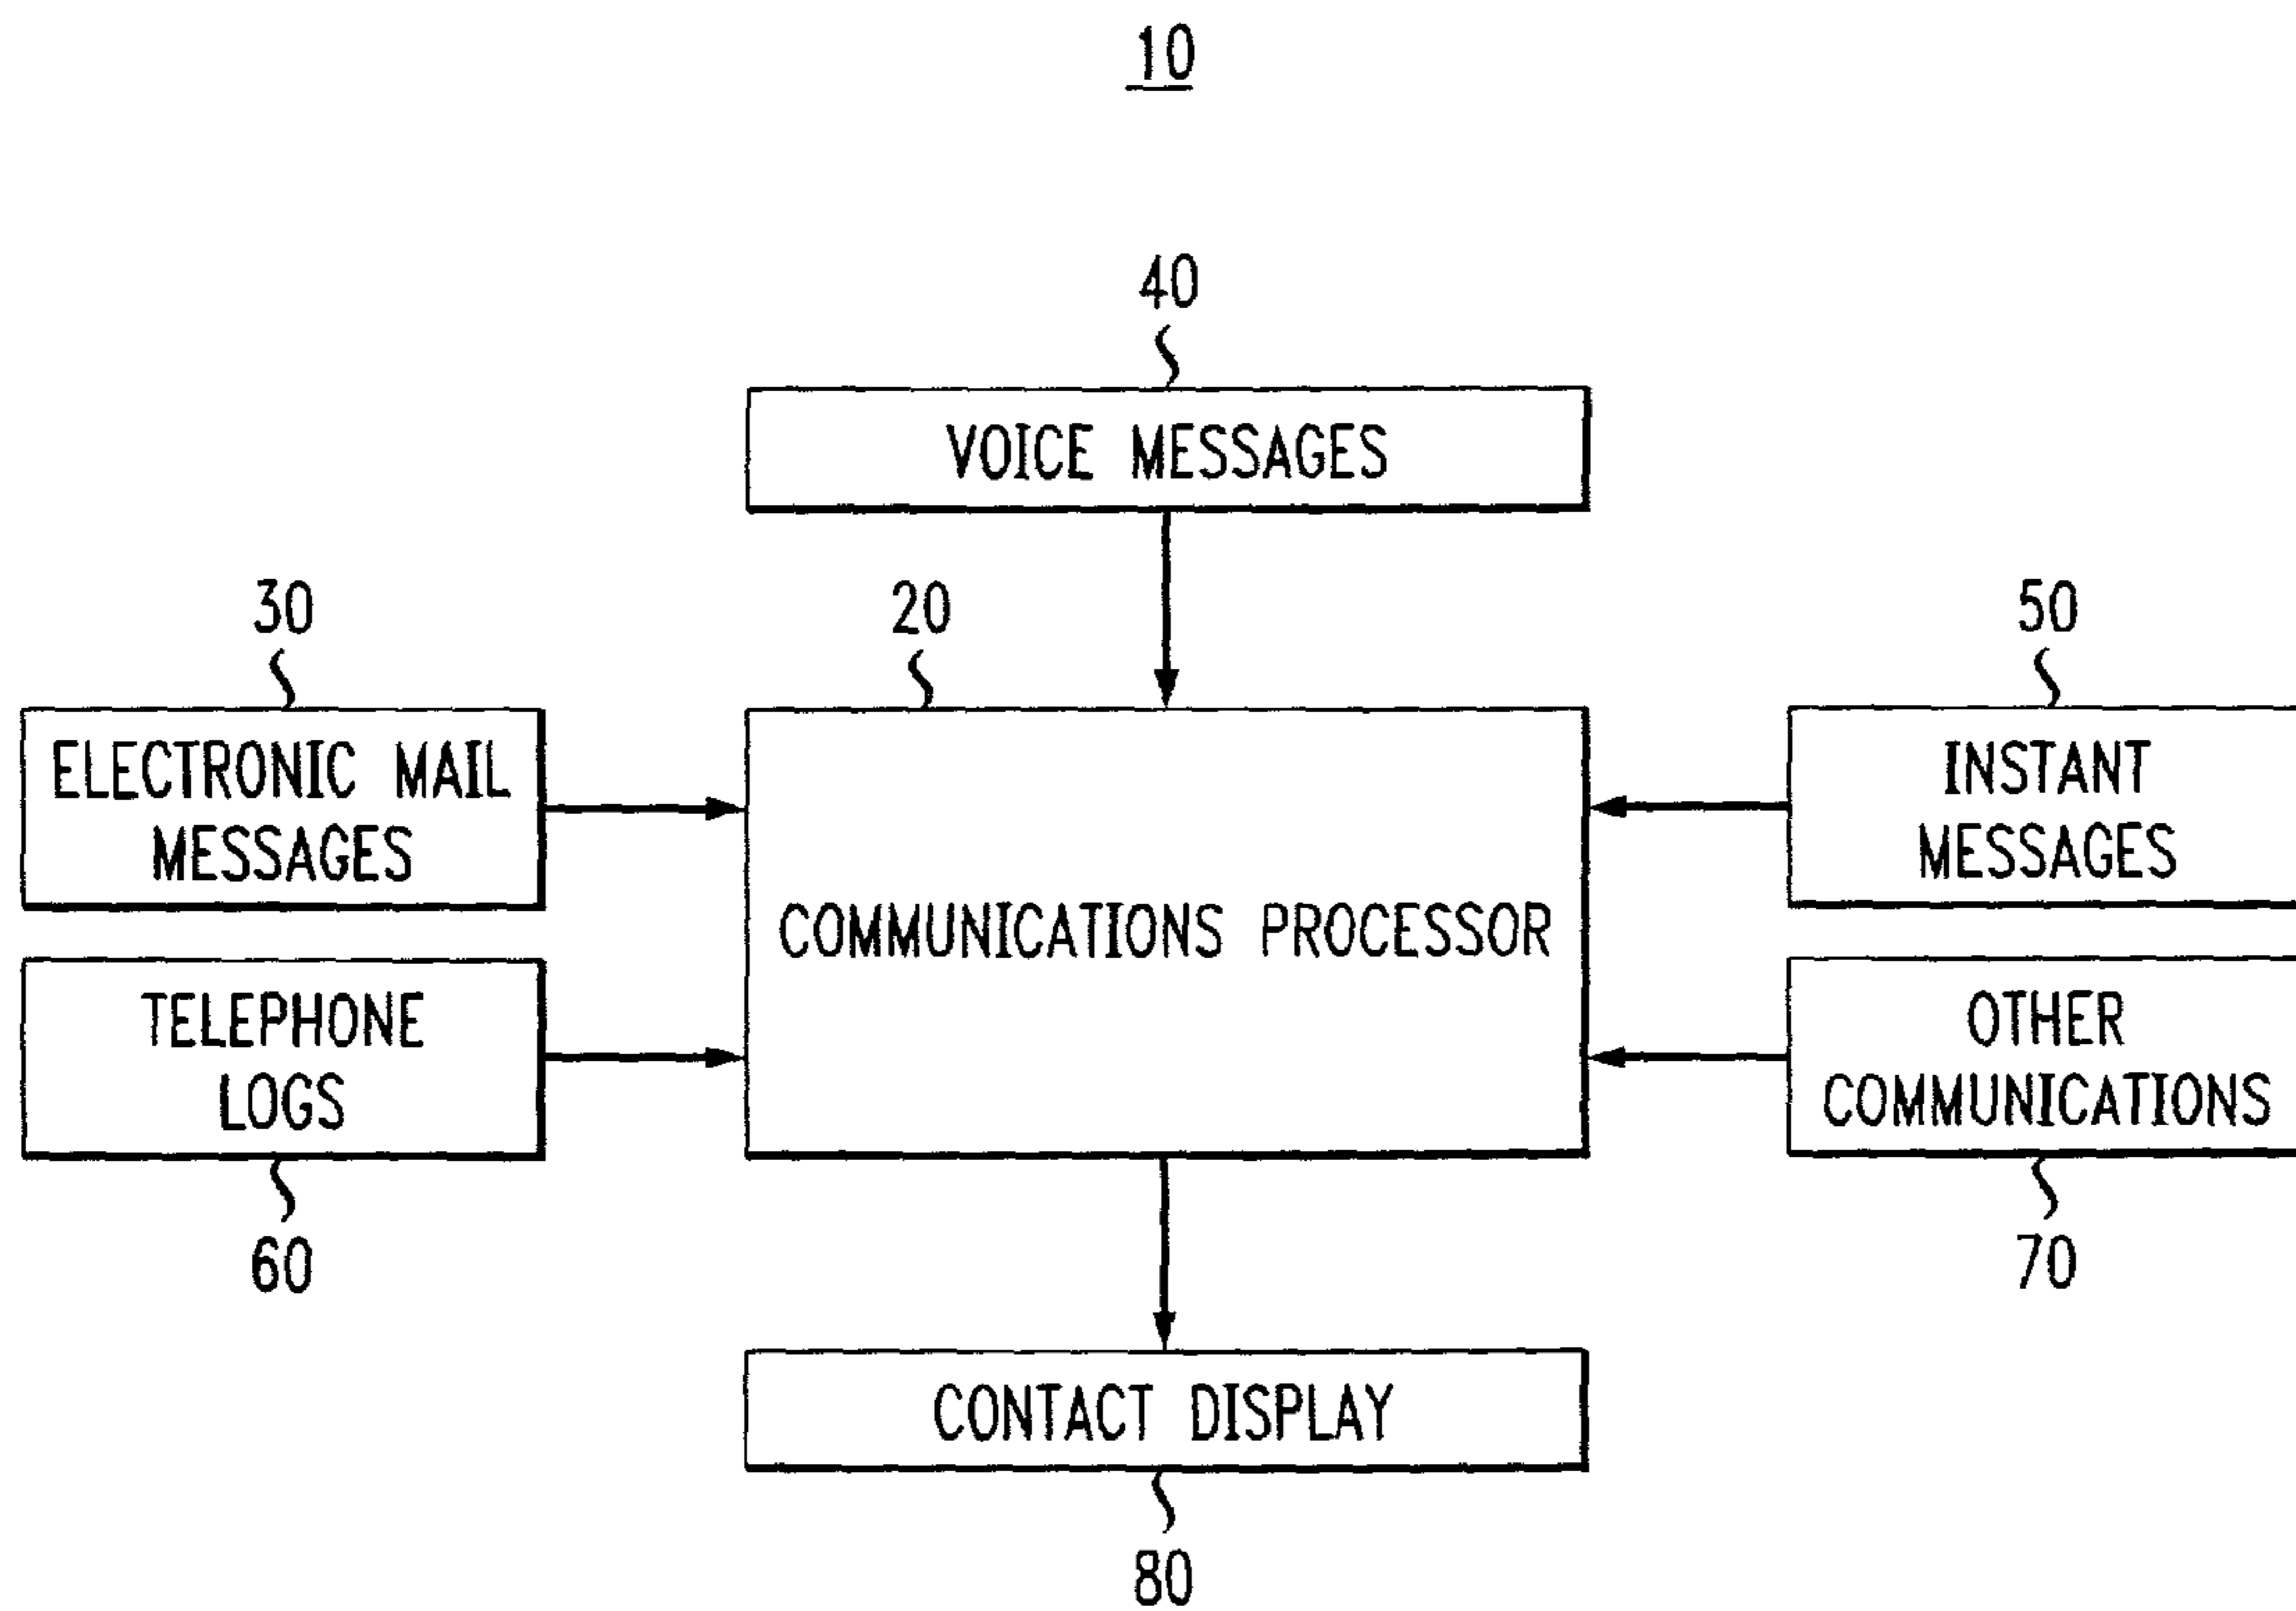 10
40
VOICE MESSAGES
30
20
50
ELECTRONIC MAIL
MESSAGES
INSTANT
MESSAGES
COMMUNICATIONS PROCESSOR
TELEPHONE
LOGS
OTHER
COMMUNICATIONS
60
70
CONTACT DISPLAY
80